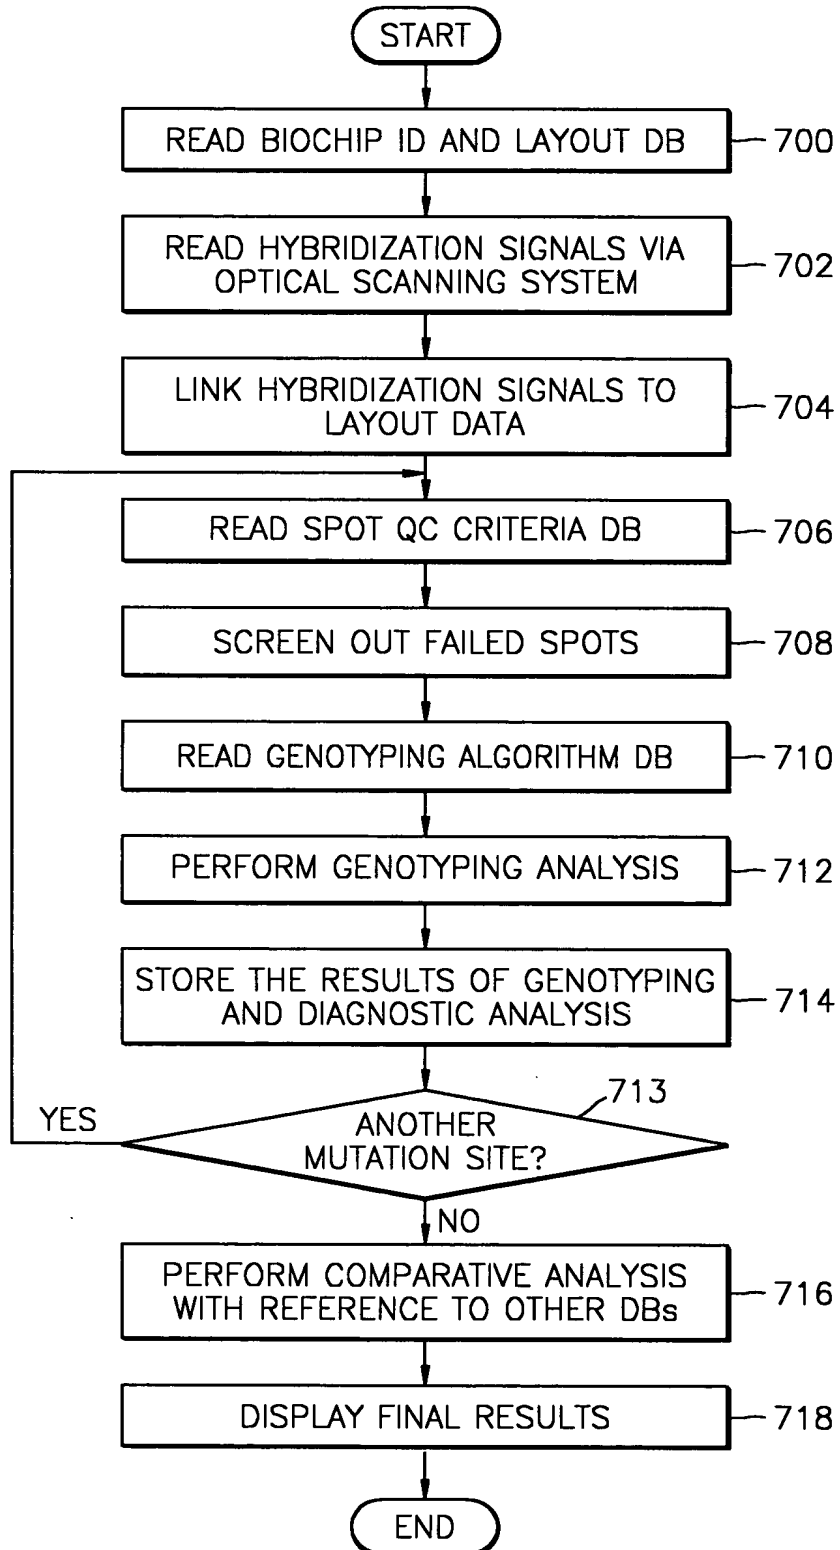 START
READ BIOCHIP ID AND LAYOUT DB
700
READ HYBRIDIZATION SIGNALS VIA
OPTICAL SCANNING SYSTEM
702
LINK HYBRIDIZATION SIGNALS TO
LAYOUT DATA
704
READ SPOT QC CRITERIA DB
706
SCREEN OUT FAILED SPOTS
708
READ GENOTYPING ALGORITHM DB
710
PERFORM GENOTYPING ANALYSIS
712
STORE THE RESULTS OF GENOTYPING
AND DIAGNOSTIC ANALYSIS
714
713
YES
ANOTHER
MUTATION SITE?
NO
PERFORM COMPARATIVE ANALYSIS
WITH REFERENCE TO OTHER DBs
716
DISPLAY FINAL RESULTS
718
END